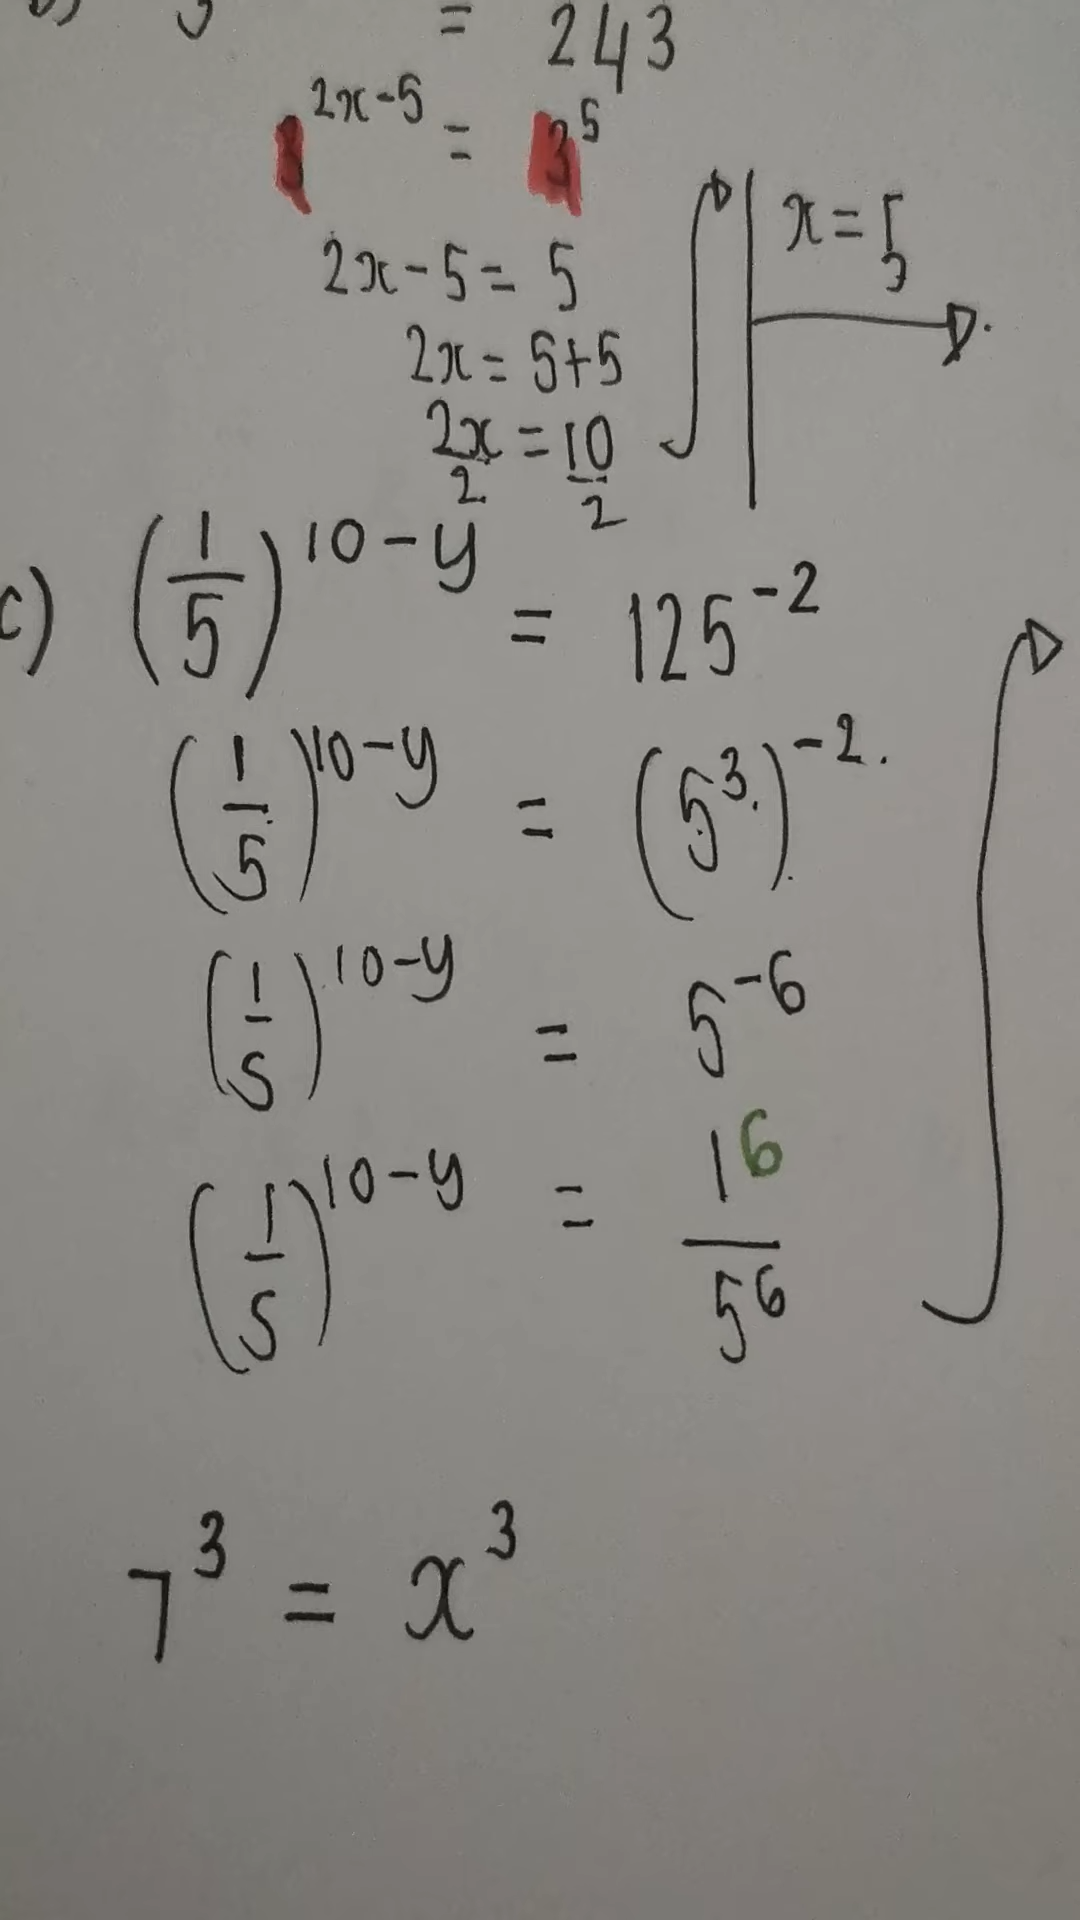 = 243
3^{2x-5} = 3^5
2x - 5 = 5
2x = 5+5
2x/2 = 10/2
x = 5
c) (1/5)^{10-y} = 125^{-2}
(1/5)^{10-y} = (5^3)^{-2}.
(1/5)^{10-y} = 5^{-6}
(1/5)^{10-y} = 1^6/5^6
7^3 = x^3